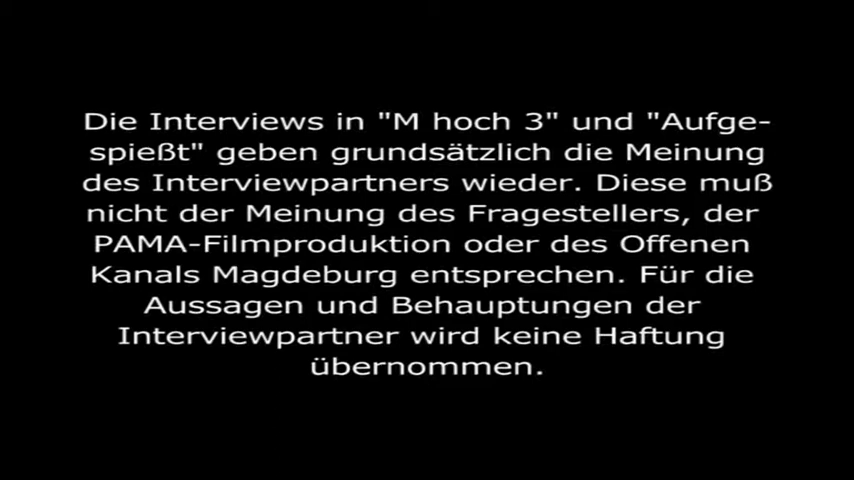 Die Interviews in "M hoch 3" und "Aufge-
spießt" geben grundsätzlich die Meinung
des Interviewpartners wieder. Diese muß
nicht der Meinung des Fragestellers, der
PAMA-Filmproduktion oder des Offenen
Kanals Magdeburg entsprechen. Für die
Aussagen und Behauptungen der
Interviewpartner wird keine Haftung
übernommen.